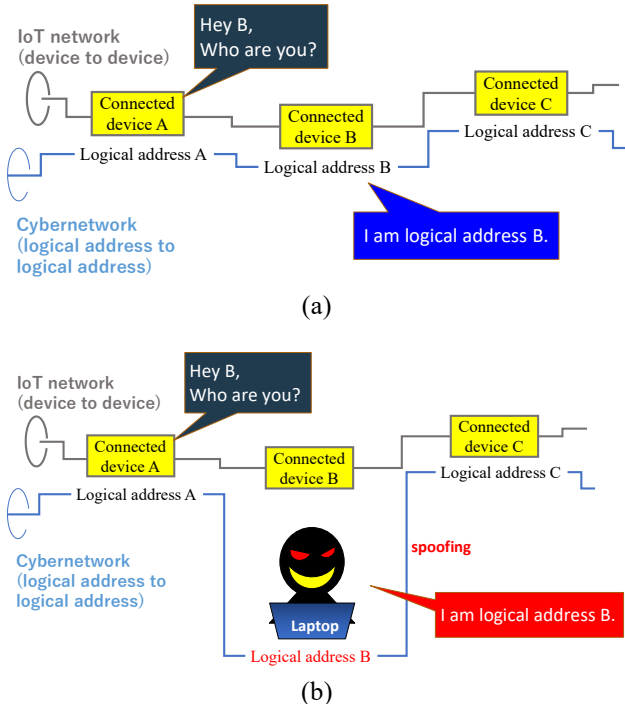 Hey B,
Who are you?
IoT network
(device to device)
Connected
device A
Connected
device B
Connected
device C
Logical address A
Logical address B
Logical address C
Cybernetwork
(logical address to
logical address)
I am logical address B.
(a)
Hey B,
Who are you?
IoT network
(device to device)
Connected
device A
Connected
device B
Connected
device C
Logical address A
Logical address C
Cybernetwork
(logical address to
logical address)
spoofing
Laptop
I am logical address B.
Logical address B
(b)